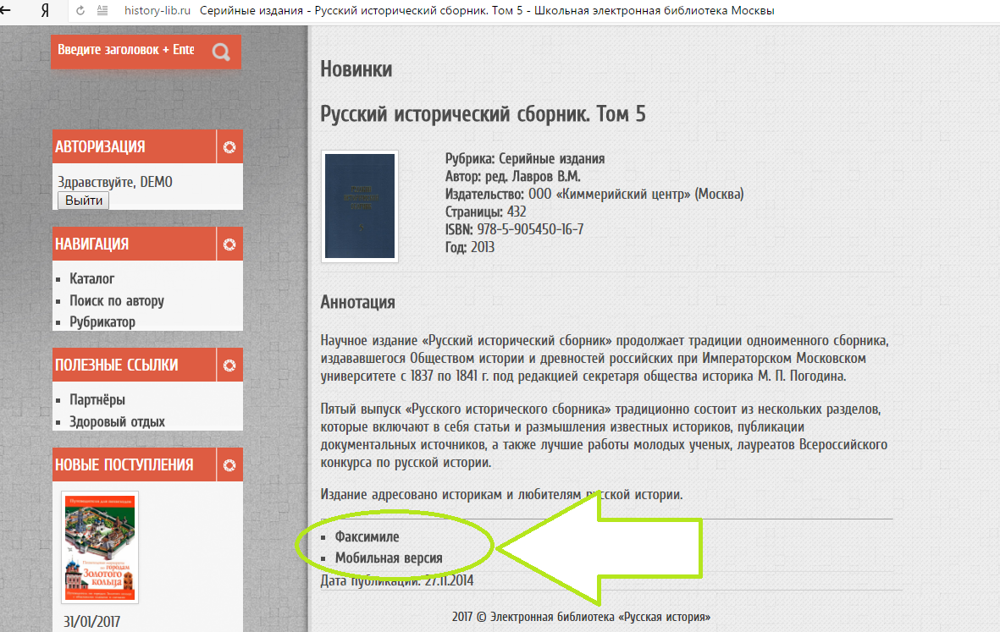 Я
history-lib.ru Серийные издания - Русский исторический сборник. Том 5 - Школьная электронная библиотека Москвы
Введите заголовок + Ente
АВТОРИЗАЦИЯ
Здравствуйте, DEMO
Выйти
НАВИГАЦИЯ
Каталог
Поиск по автору
Рубрикатор
ПОЛЕЗНЫЕ ССЫЛКИ
Партнёры
Здоровый отдых
НОВЫЕ ПОСТУПЛЕНИЯ
Путеводители для пешеходов
Пешеходные маршруты
по городам
Золотого
кольца
31/01/2017
Новинки
Русский исторический сборник. Том 5
Рубрика: Серийные издания
Автор: ред. Лавров В.М.
Издательство: ООО «Киммерийский центр» (Москва)
Страницы: 432
ISBN: 978-5-905450-16-7
Год: 2013
Аннотация
Научное издание «Русский исторический сборник» продолжает традиции одноименного сборника,
издававшегося Обществом истории и древностей российских при Императорском Московском
университете с 1837 по 1841 г. под редакцией секретаря общества историка М. П. Погодина.
Пятый выпуск «Русского исторического сборника» традиционно состоит из нескольких разделов,
которые включают в себя статьи и размышления известных историков, публикации
документальных источников, а также лучшие работы молодых ученых, лауреатов Всероссийского
конкурса по русской истории.
Издание адресовано историкам и любителям русской истории.
Факсимиле
Мобильная версия
Дата публикации: 27.11.2014
2017 © Электронная библиотека «Русская история»